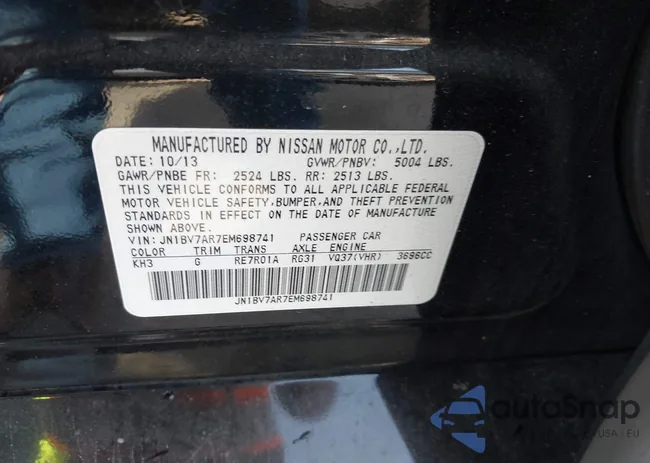 MANUFACTURED BY NISSAN MOTOR CO.,LTD.
DATE: 10/13 GVWR/PNBV: 5004 LBS.
GAWR/PNBE FR: 2524 LBS. RR: 2513 LBS.
THIS VEHICLE CONFORMS TO ALL APPLICABLE FEDERAL
MOTOR VEHICLE SAFETY,BUMPER,AND THEFT PREVENTION
STANDARDS IN EFFECT ON THE DATE OF MANUFACTURE
SHOWN ABOVE.
VIN: JN1BV7AR7EM698741 PASSENGER CAR
COLOR TRIM TRANS AXLE ENGINE
KH3 G RE7R01A RG31 VQ37(VHR) 3696CC
JN1BV7AR7EM698741
autoSnap
USA - EU